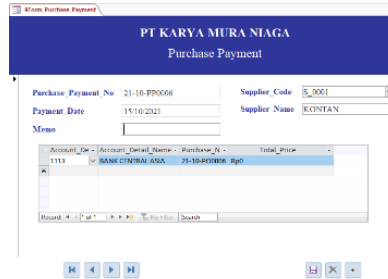 RForm_Purchase_Payment
PT KARYA MURA NIAGA
Purchase Payment
Purchase_Payment_No 21-10-PP0006 Supplier_Code S_0001
Payment_Date 15/10/2021 Supplier_Name KONTAN
Memo
Account_De Account_Detail_Name Purchase_N Total_Price
1113 BANK CENTRAL ASIA 21-10-PO0006 Rp0
Record: 1 of 1 No Filter Search